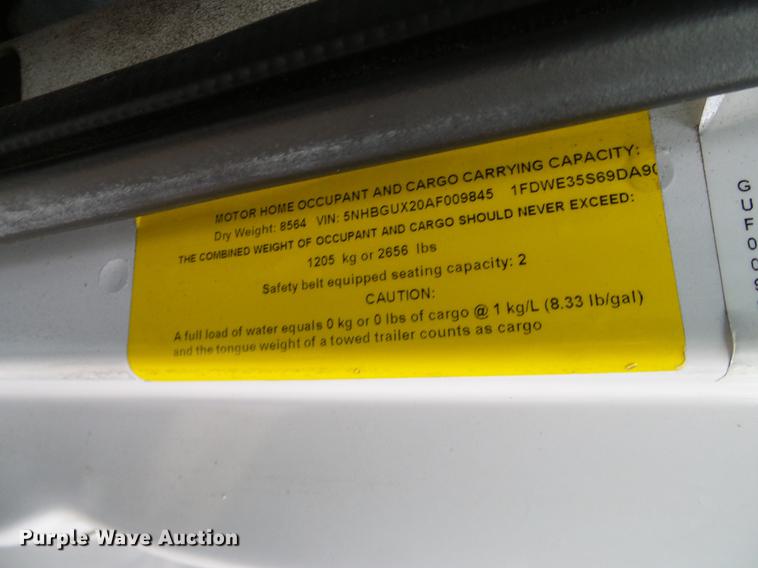 MOTOR HOME OCCUPANT AND CARGO CARRYING CAPACITY:
Dry Weight: 8564 VIN: 5NHBGUX20AF009845 1FDWE35S69DA90
THE COMBINED WEIGHT OF OCCUPANT AND CARGO SHOULD NEVER EXCEED:
1205 kg or 2656 lbs
Safety belt equipped seating capacity: 2
CAUTION:
A full load of water equals 0 kg or 0 lbs of cargo @ 1 kg/L (8.33 lb/gal)
and the tongue weight of a towed trailer counts as cargo
G
U
F
0
0
9
Purple Wave Auction